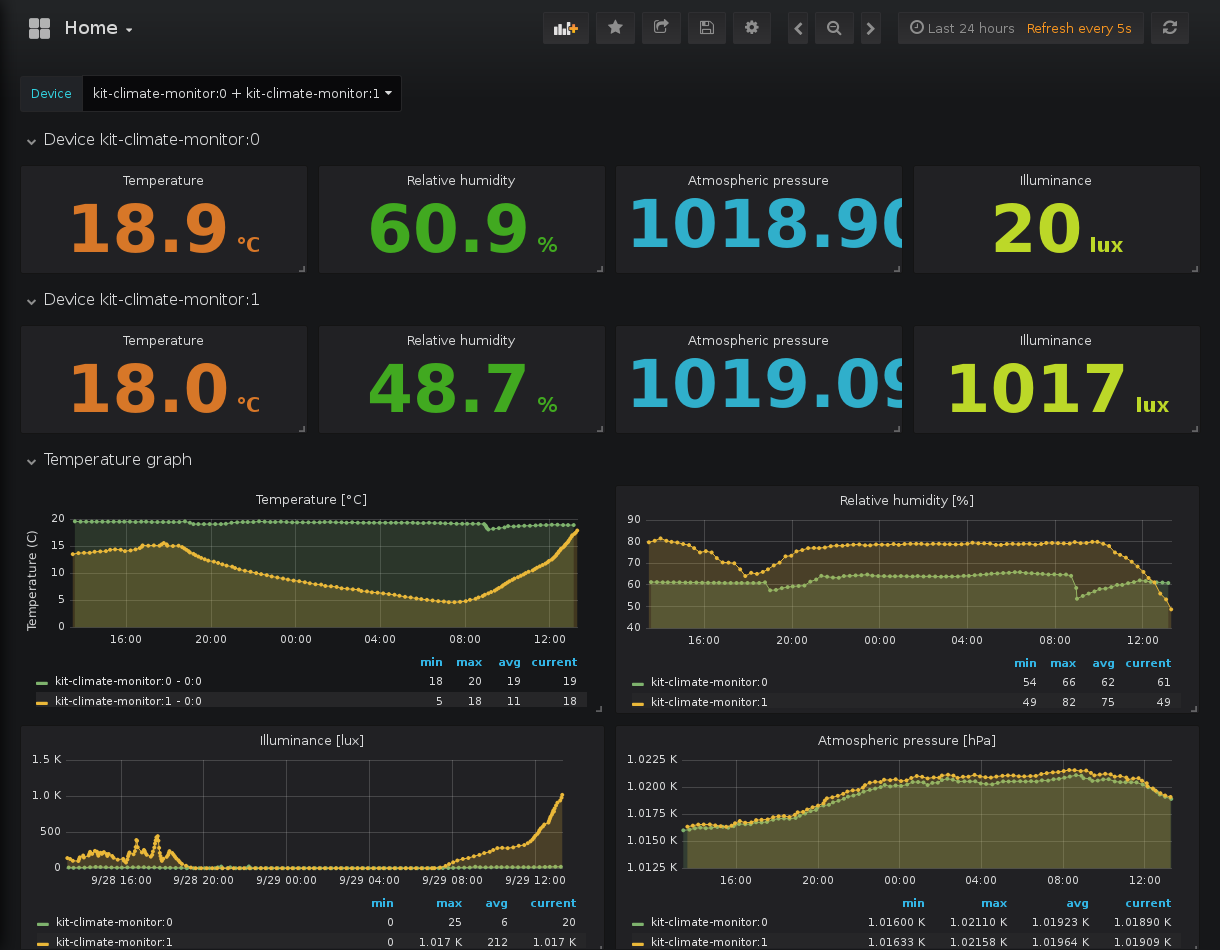 Home
Last 24 hours Refresh every 5s
Device kit-climate-monitor:0 + kit-climate-monitor:1
Device kit-climate-monitor:0
Temperature Relative humidity Atmospheric pressure Illuminance
18.9 °C 60.9 % 1018.90 20 lux
Device kit-climate-monitor:1
Temperature Relative humidity Atmospheric pressure Illuminance
18.0 °C 48.7 % 1019.09 1017 lux
Temperature graph
Temperature [°C]
Temperature (C)
20
15
10
5
0
16:00 20:00 00:00 04:00 08:00 12:00
min max avg current
kit-climate-monitor:0 - 0:0 18 20 19 19
kit-climate-monitor:1 - 0:0 5 18 11 18
Relative humidity [%]
90
80
70
60
50
40
16:00 20:00 00:00 04:00 08:00 12:00
min max avg current
kit-climate-monitor:0 54 66 62 61
kit-climate-monitor:1 49 82 75 49
Illuminance [lux]
1.5 K
1.0 K
500
0
9/28 16:00 9/28 20:00 9/29 00:00 9/29 04:00 9/29 08:00 9/29 12:00
min max avg current
kit-climate-monitor:0 0 25 6 20
kit-climate-monitor:1 0 1.017 K 212 1.017 K
Atmospheric pressure [hPa]
1.0225 K
1.0200 K
1.0175 K
1.0150 K
1.0125 K
16:00 20:00 00:00 04:00 08:00 12:00
min max avg current
kit-climate-monitor:0 1.01600 K 1.02110 K 1.01923 K 1.01890 K
kit-climate-monitor:1 1.01633 K 1.02158 K 1.01964 K 1.01909 K